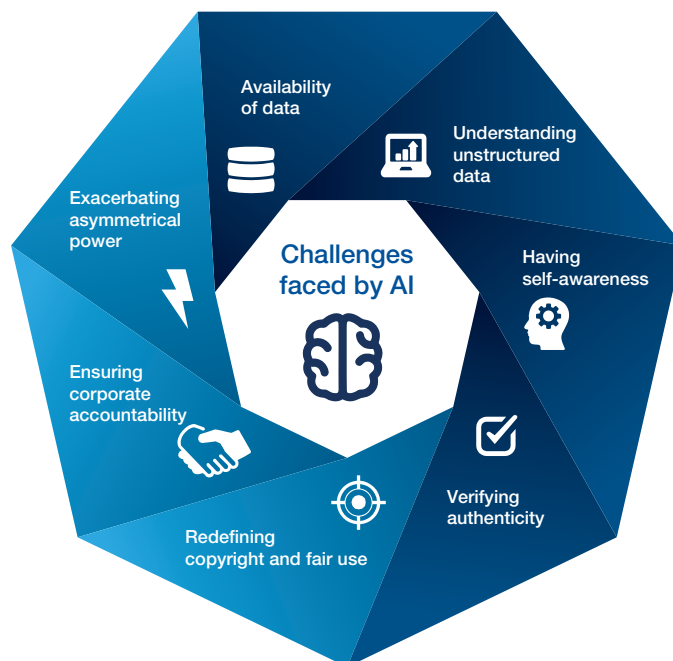 Availability
of data
Understanding
unstructured
data
Having
self-awareness
Verifying
authenticity
Redefining
copyright and fair use
Ensuring
corporate
accountability
Exacerbating
asymmetrical
power
Challenges
faced by AI